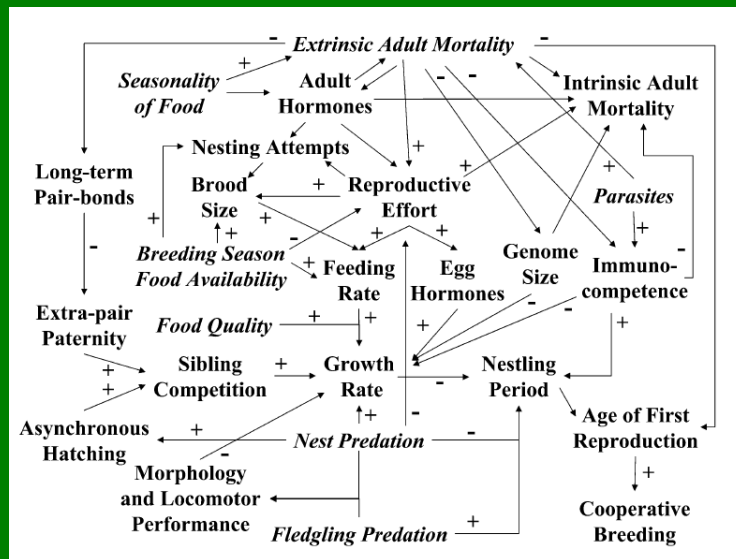 Extrinsic Adult Mortality
-
-
+
Seasonality
of Food
Adult
Hormones
-
-
Intrinsic Adult
Mortality
Nesting Attempts
+
+
Long-term
Pair-bonds
Brood
Size
+
Reproductive
Effort
+
Parasites
+
+
+
-
+
+
+
-
-
Breeding Season
Food Availability
+
Feeding
Rate
Egg
Hormones
Genome
Size
Immuno-
competence
Extra-pair
Paternity
Food Quality
+
+
+
-
-
+
+
+
Sibling
Competition
+
Growth
Rate
-
Nestling
Period
Asynchronous
Hatching
+
-
+
-
Nest Predation
-
Age of First
Reproduction
Morphology
and Locomotor
Performance
+
Fledgling Predation
+
Cooperative
Breeding